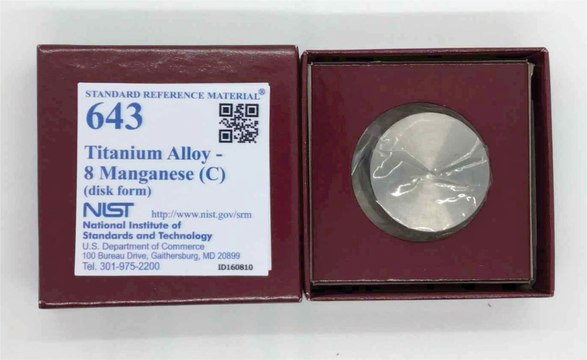 STANDARD REFERENCE MATERIAL®
643
Titanium Alloy -
8 Manganese (C)
(disk form)
NIST http://www.nist.gov/srm
National Institute of
Standards and Technology
U.S. Department of Commerce
100 Bureau Drive, Gaithersburg, MD 20899
Tel. 301-975-2200 ID160810